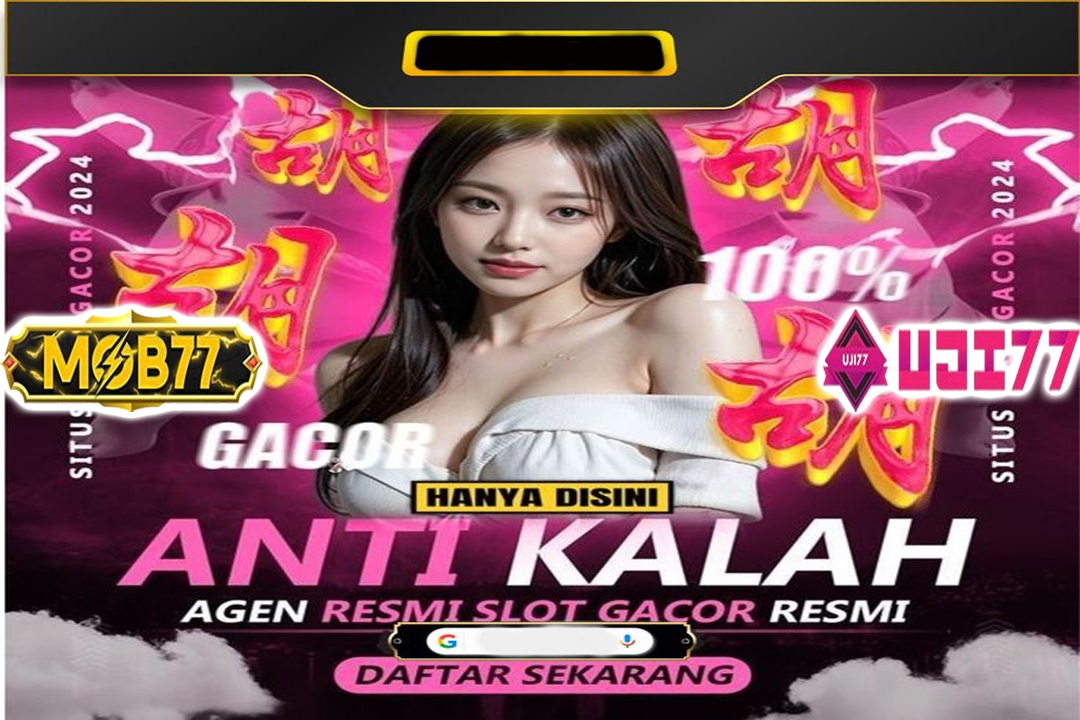 胡
胡
胡
胡
SITUS GACOR 2024
SITUS GACOR 2024
100%
MOB77
UJI77
UJI77
GACOR
HANYA DISINI
ANTI KALAH
AGEN RESMI SLOT GACOR RESMI
G
DAFTAR SEKARANG